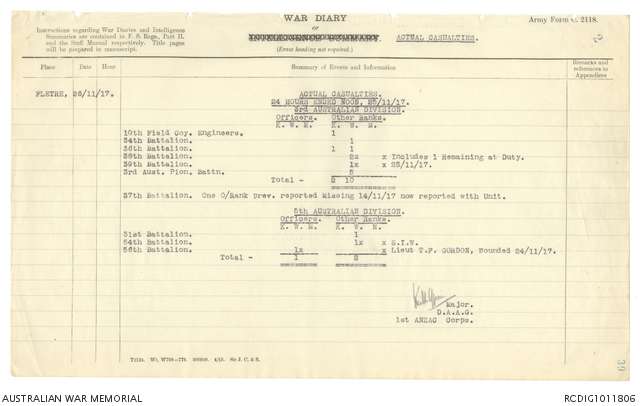 WAR DIARY
or
INTELLIGENCE SUMMARY.
(Erase heading not required.)
ACTUAL CASUALTIES.
Army Form C. 2118.
Instructions regarding War Diaries and Intelligence
Summaries are contained in F. S. Regs., Part II.
and the Staff Manual respectively. Title pages
will be prepared in manuscript.
Place Date Hour Summary of Events and Information Remarks and references to Appendices
FLETRE, 26/11/17.
ACTUAL CASUALTIES.
24 HOURS ENDED NOON, 25/11/17.
3rd AUSTRALIAN DIVISION.
Officers. Other Ranks.
K. W. M. K. W. M.
10th Field Coy. Engineers. 1
34th Battalion. 1
36th Battalion. 1 1
38th Battalion. 2x x Includes 1 Remaining at Duty.
39th Battalion. 1x x 23/11/17.
3rd Aust. Pion. Battn. 5
Total - 2 10
37th Battalion. One O/Rank prev. reported Missing 14/11/17 now reported with Unit.
5th AUSTRALIAN DIVISION.
Officers. Other Ranks.
K. W. M. K. W. M.
51st Battalion. 1
54th Battalion. 1x x S.I.W.
56th Battalion. 1x x Lieut T.F. GORDON, Wounded 24/11/17.
Total - 1 2
Major.
D.A.A.G.
1st ANZAC Corps.
39
AUSTRALIAN WAR MEMORIAL
RCDIG1011806